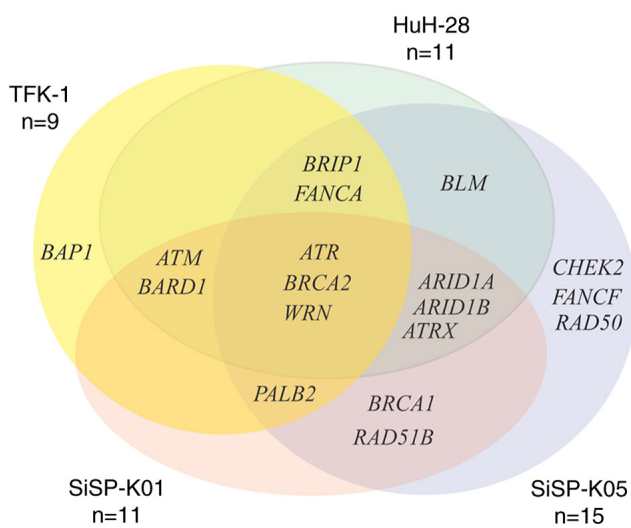 HuH-28
n=11
TFK-1
n=9
BRIP1
FANCA
BLM
BAP1
ATM
BARD1
ATR
BRCA2
WRN
ARID1A
ARID1B
ATRX
CHEK2
FANCF
RAD50
PALB2
BRCA1
RAD51B
SiSP-K01
n=11
SiSP-K05
n=15